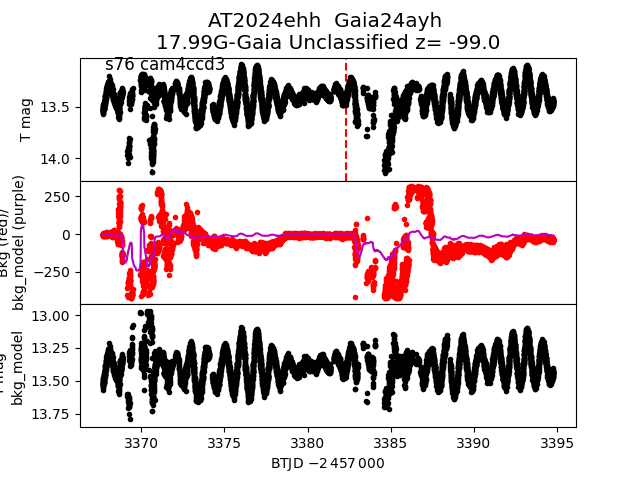 AT2024ehh  Gaia24ayh
17.99G-Gaia Unclassified z= -99.0
s76 cam4ccd3
T mag
13.5
14.0
Bkg (red)/
bkg_model (purple)
250
0
−250
bkg_model
13.00
13.25
13.50
13.75
3370 3375 3380 3385 3390 3395
BTJD −2 457 000